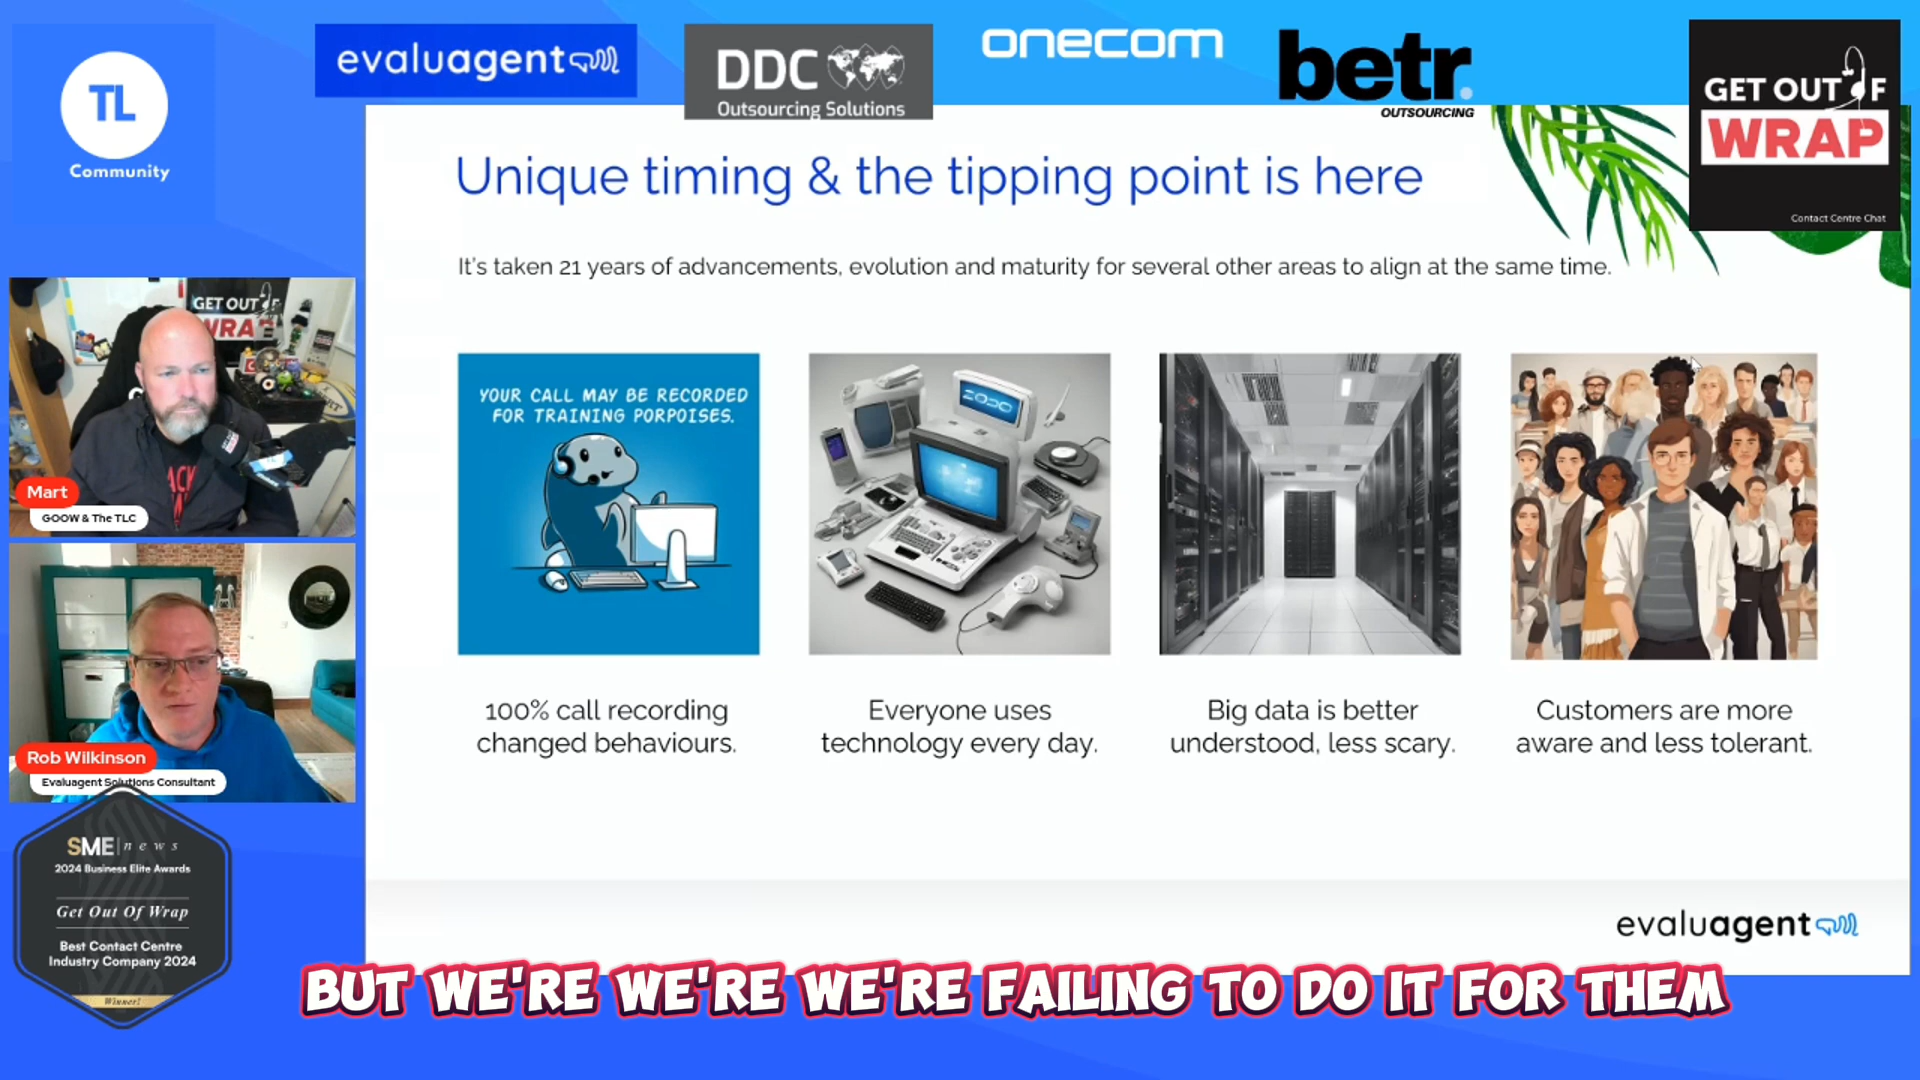 TL
Community
evaluagent
DDC
Outsourcing Solutions
onecom
betr.
OUTSOURCING
GET OUT OF
WRAP
Contact Centre Chat
Unique timing & the tipping point is here
It's taken 21 years of advancements, evolution and maturity for several other areas to align at the same time.
GET OUT OF
WRAP
Mart
GOOW & The TLC
Rob Wilkinson
Evaluagent Solutions Consultant
YOUR CALL MAY BE RECORDED
FOR TRAINING PORPOISES.
100% call recording
changed behaviours.
Everyone uses
technology every day.
Big data is better
understood, less scary.
Customers are more
aware and less tolerant.
SME news
2024 Business Elite Awards
Get Out Of Wrap
Best Contact Centre
Industry Company 2024
Winner!
evaluagent
BUT WE'RE WE'RE WE'RE FAILING TO DO IT FOR THEM